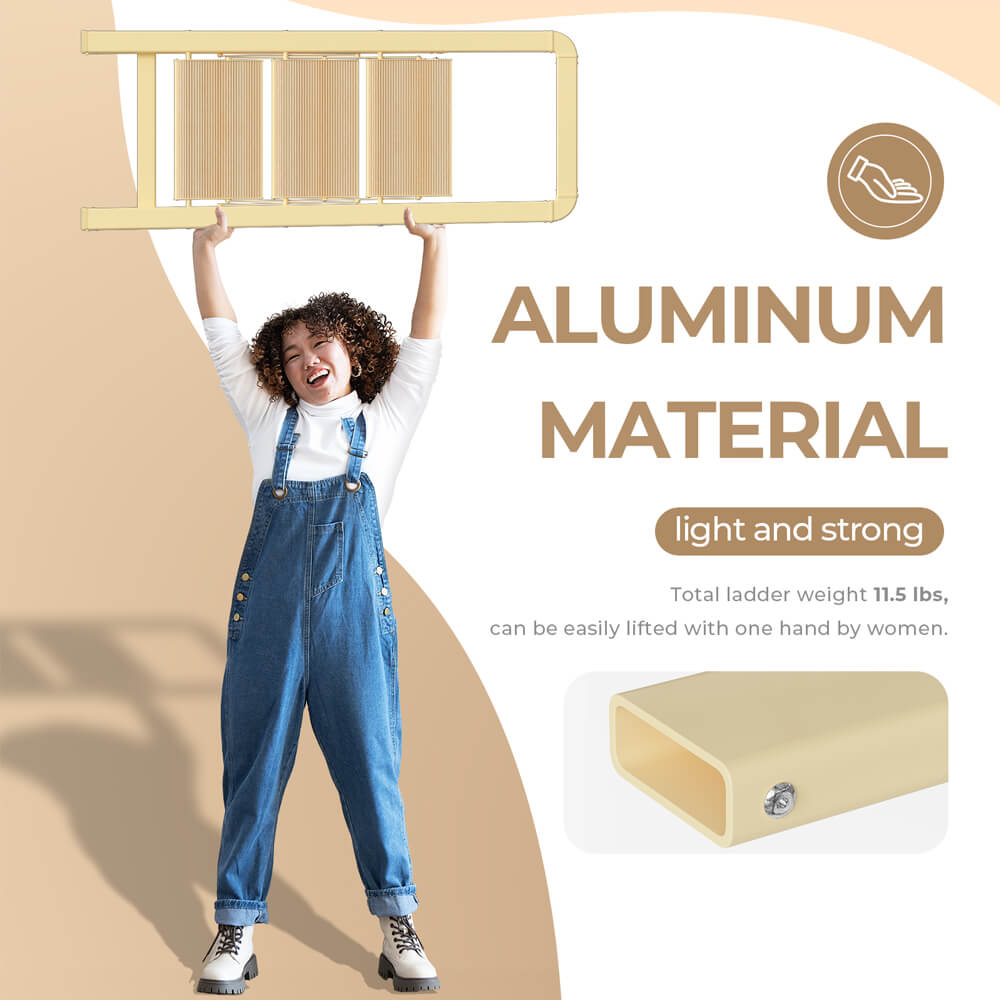 ALUMINUM
MATERIAL
light and strong
Total ladder weight 11.5 lbs,
can be easily lifted with one hand by women.